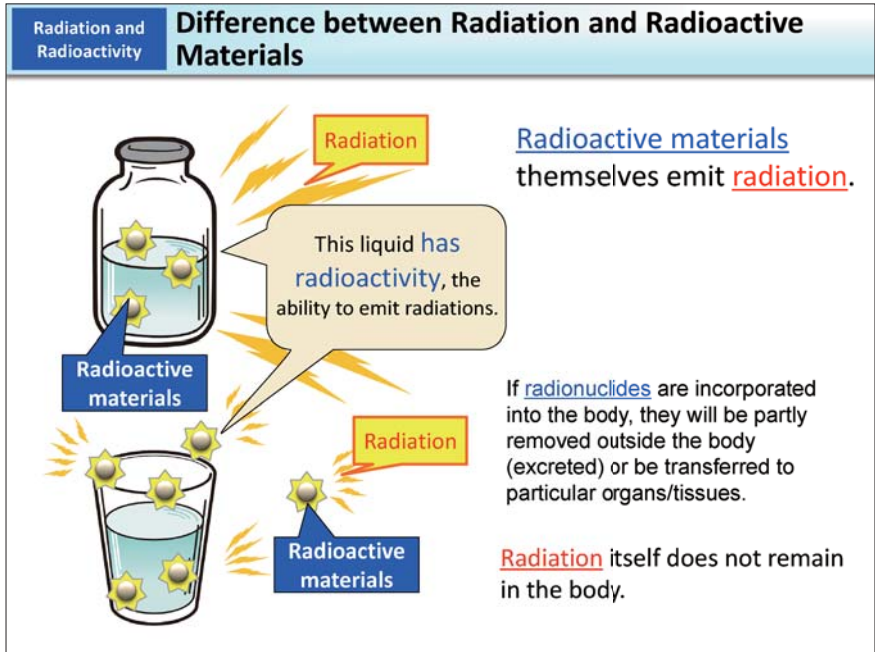 Radiation and
Radioactivity
Difference between Radiation and Radioactive
Materials
Radiation
Radioactive materials
themselves emit radiation.
This liquid has
radioactivity, the
ability to emit radiations.
Radioactive
materials
If radionuclides are incorporated
into the body, they will be partly
removed outside the body
(excreted) or be transferred to
particular organs/tissues.
Radiation
Radioactive
materials
Radiation itself does not remain
in the body.